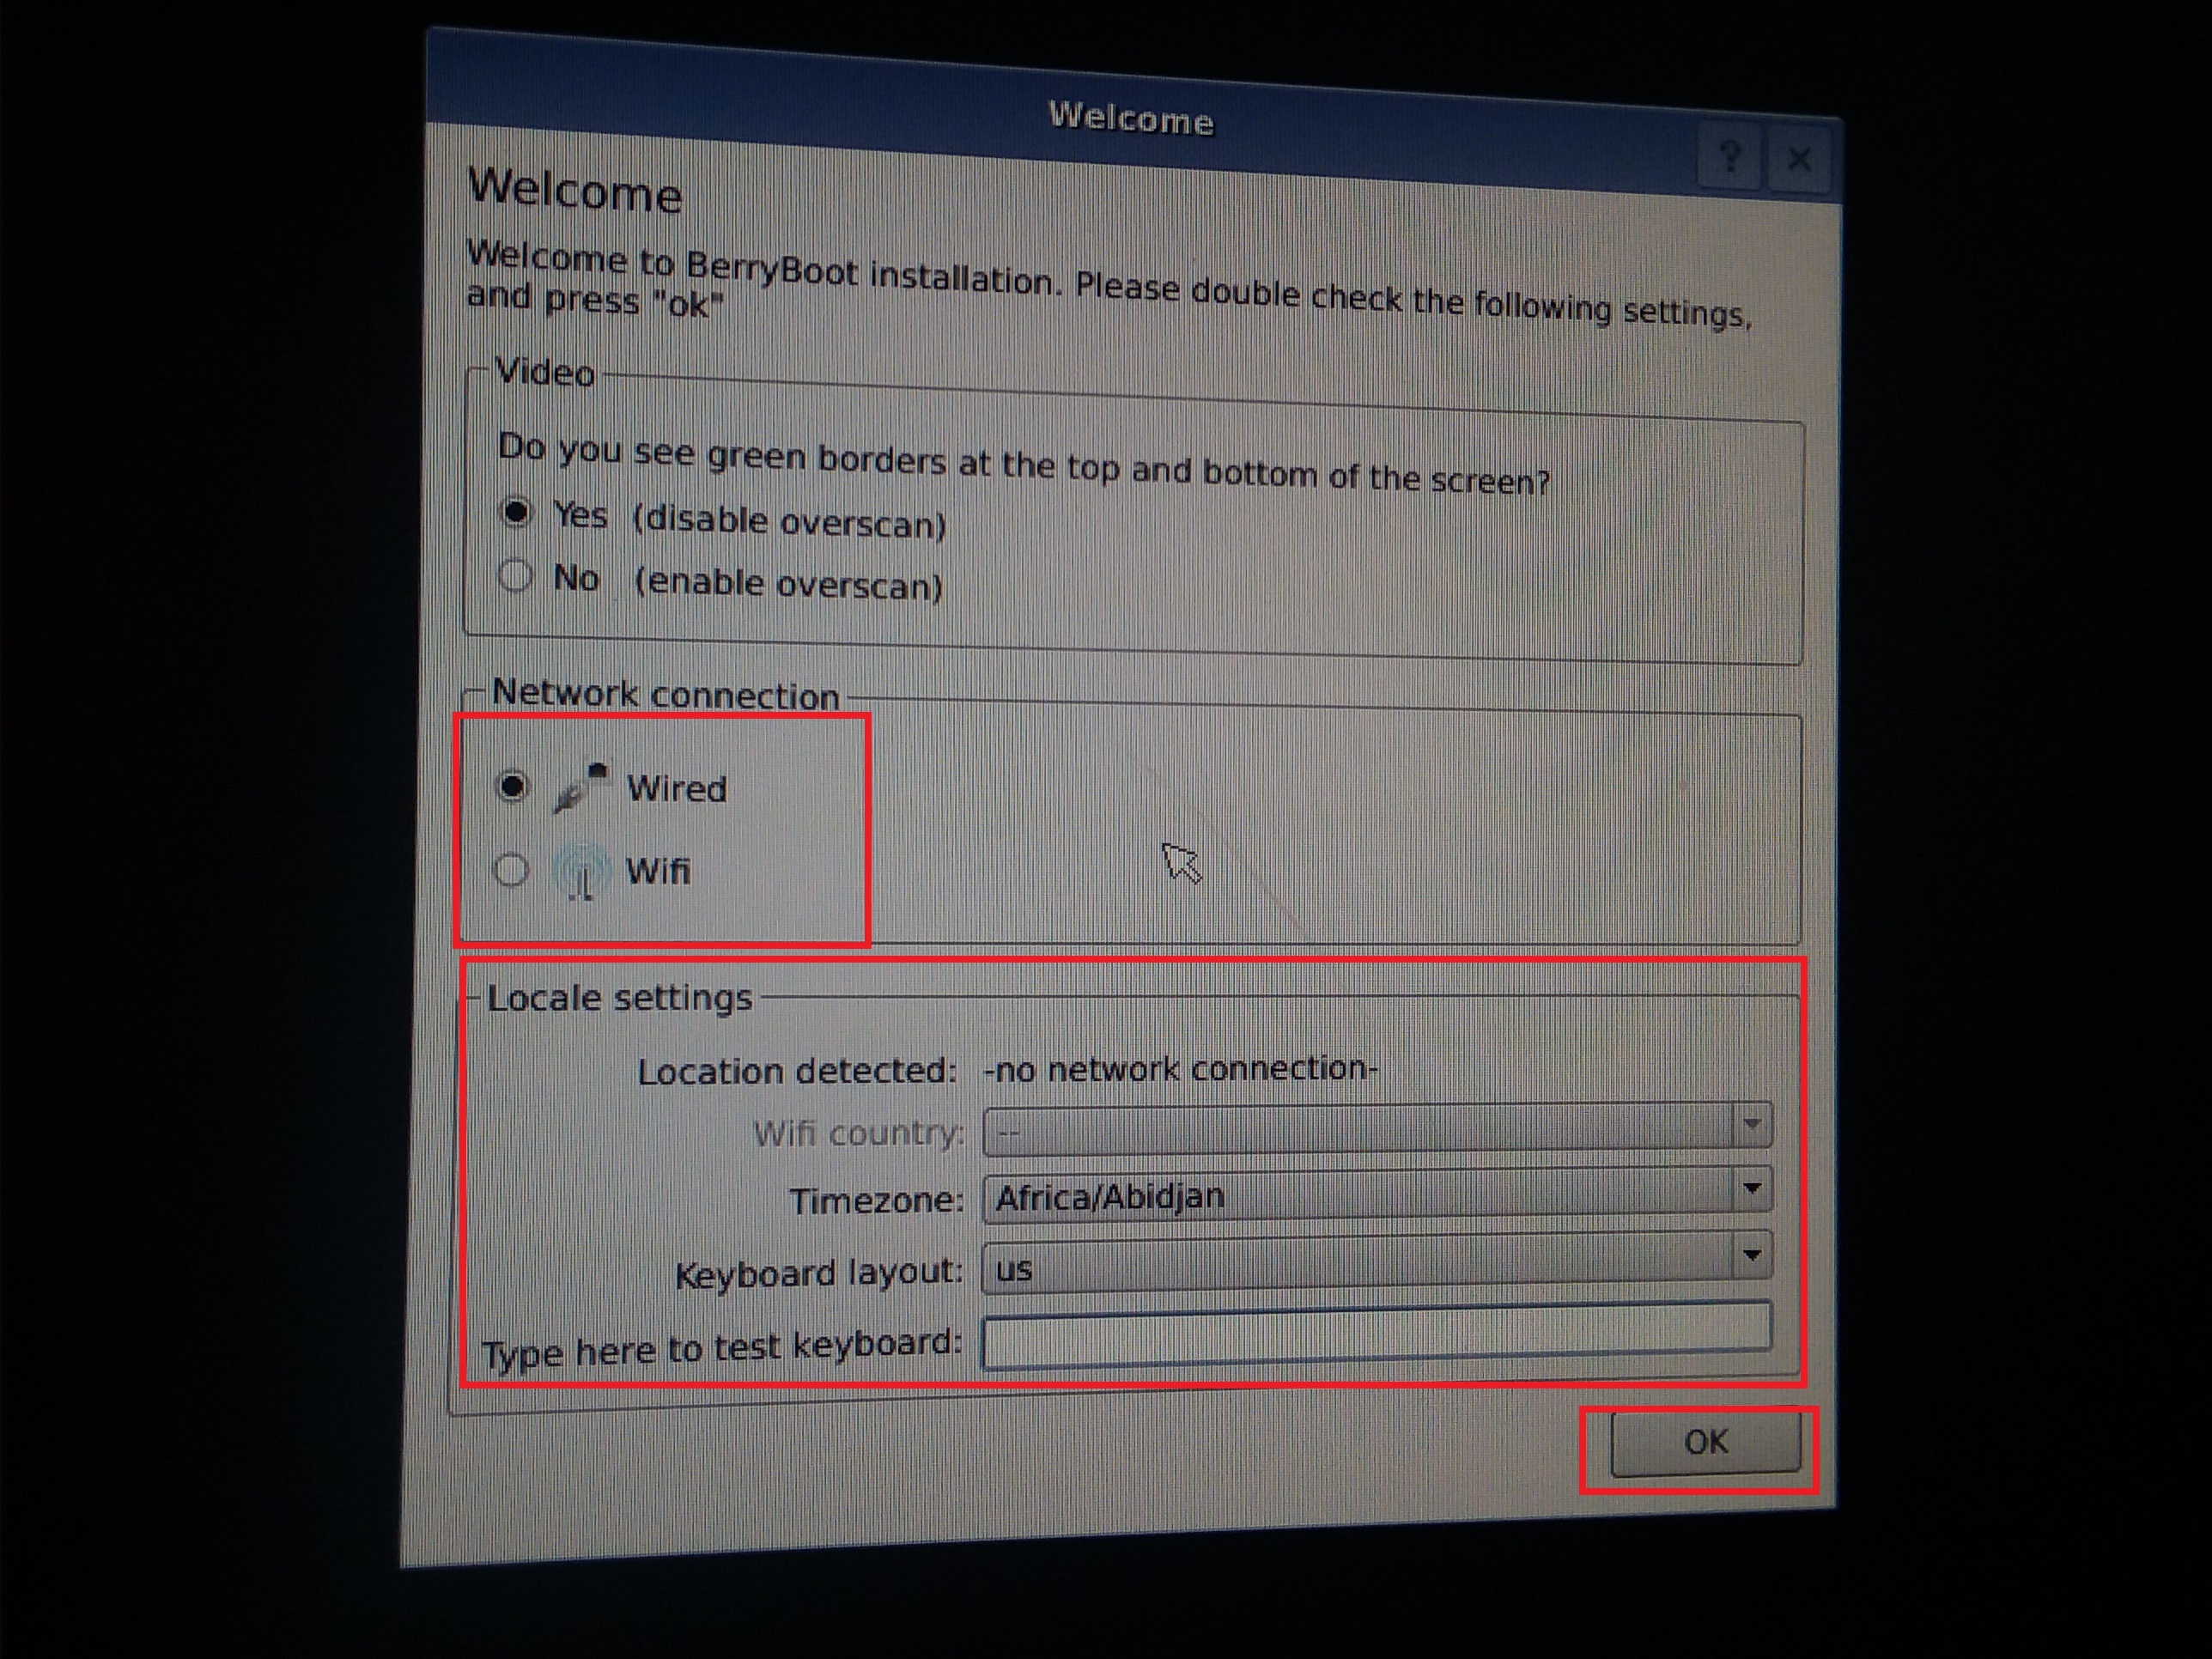 Welcome
? ×
Welcome
Welcome to BerryBoot installation. Please double check the following settings,
and press "ok"
Video
Do you see green borders at the top and bottom of the screen?
Yes (disable overscan)
No (enable overscan)
Network connection
Wired
Wifi
Locale settings
Location detected: -no network connection-
Wifi country: --
Timezone: Africa/Abidjan
Keyboard layout: us
Type here to test keyboard:
OK